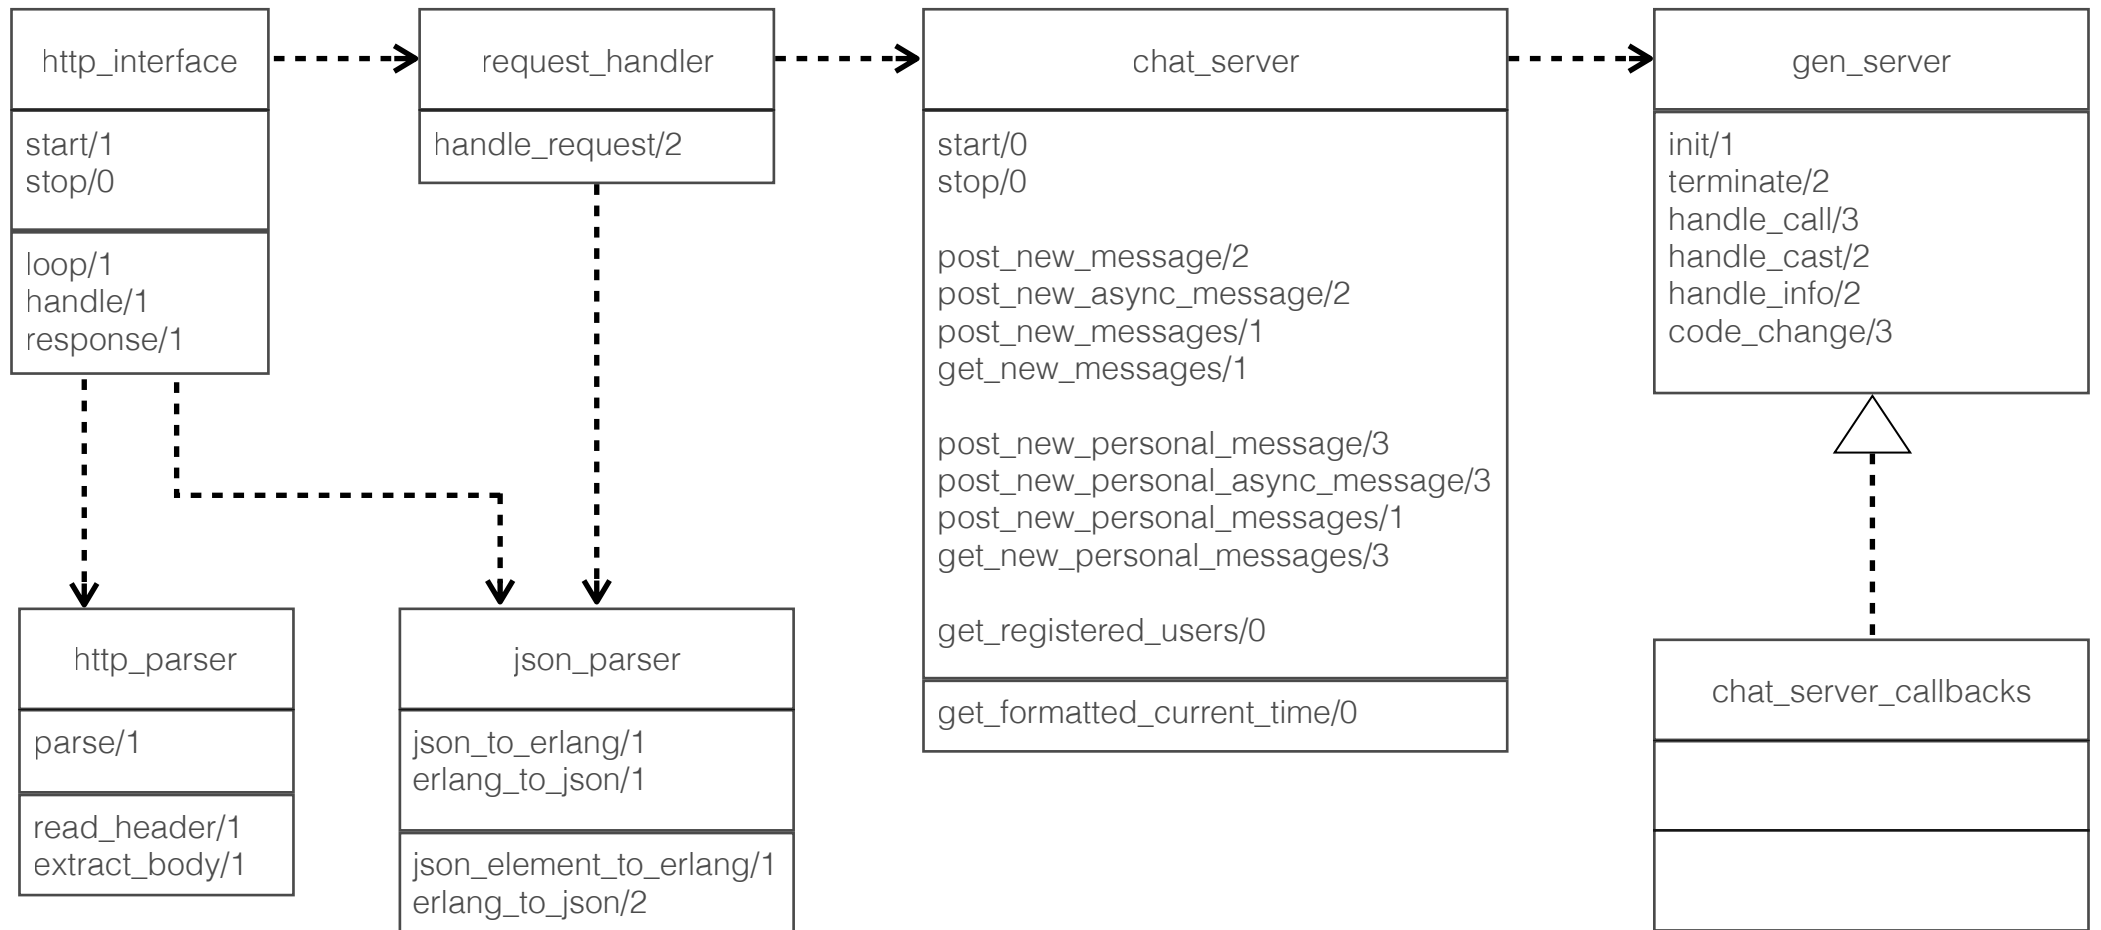 http_interface
start/1
stop/0
loop/1
handle/1
response/1
request_handler
handle_request/2
chat_server
start/0
stop/0
post_new_message/2
post_new_async_message/2
post_new_messages/1
get_new_messages/1
post_new_personal_message/3
post_new_personal_async_message/3
post_new_personal_messages/1
get_new_personal_messages/3
get_registered_users/0
get_formatted_current_time/0
gen_server
init/1
terminate/2
handle_call/3
handle_cast/2
handle_info/2
code_change/3
http_parser
parse/1
read_header/1
extract_body/1
json_parser
json_to_erlang/1
erlang_to_json/1
json_element_to_erlang/1
erlang_to_json/2
chat_server_callbacks